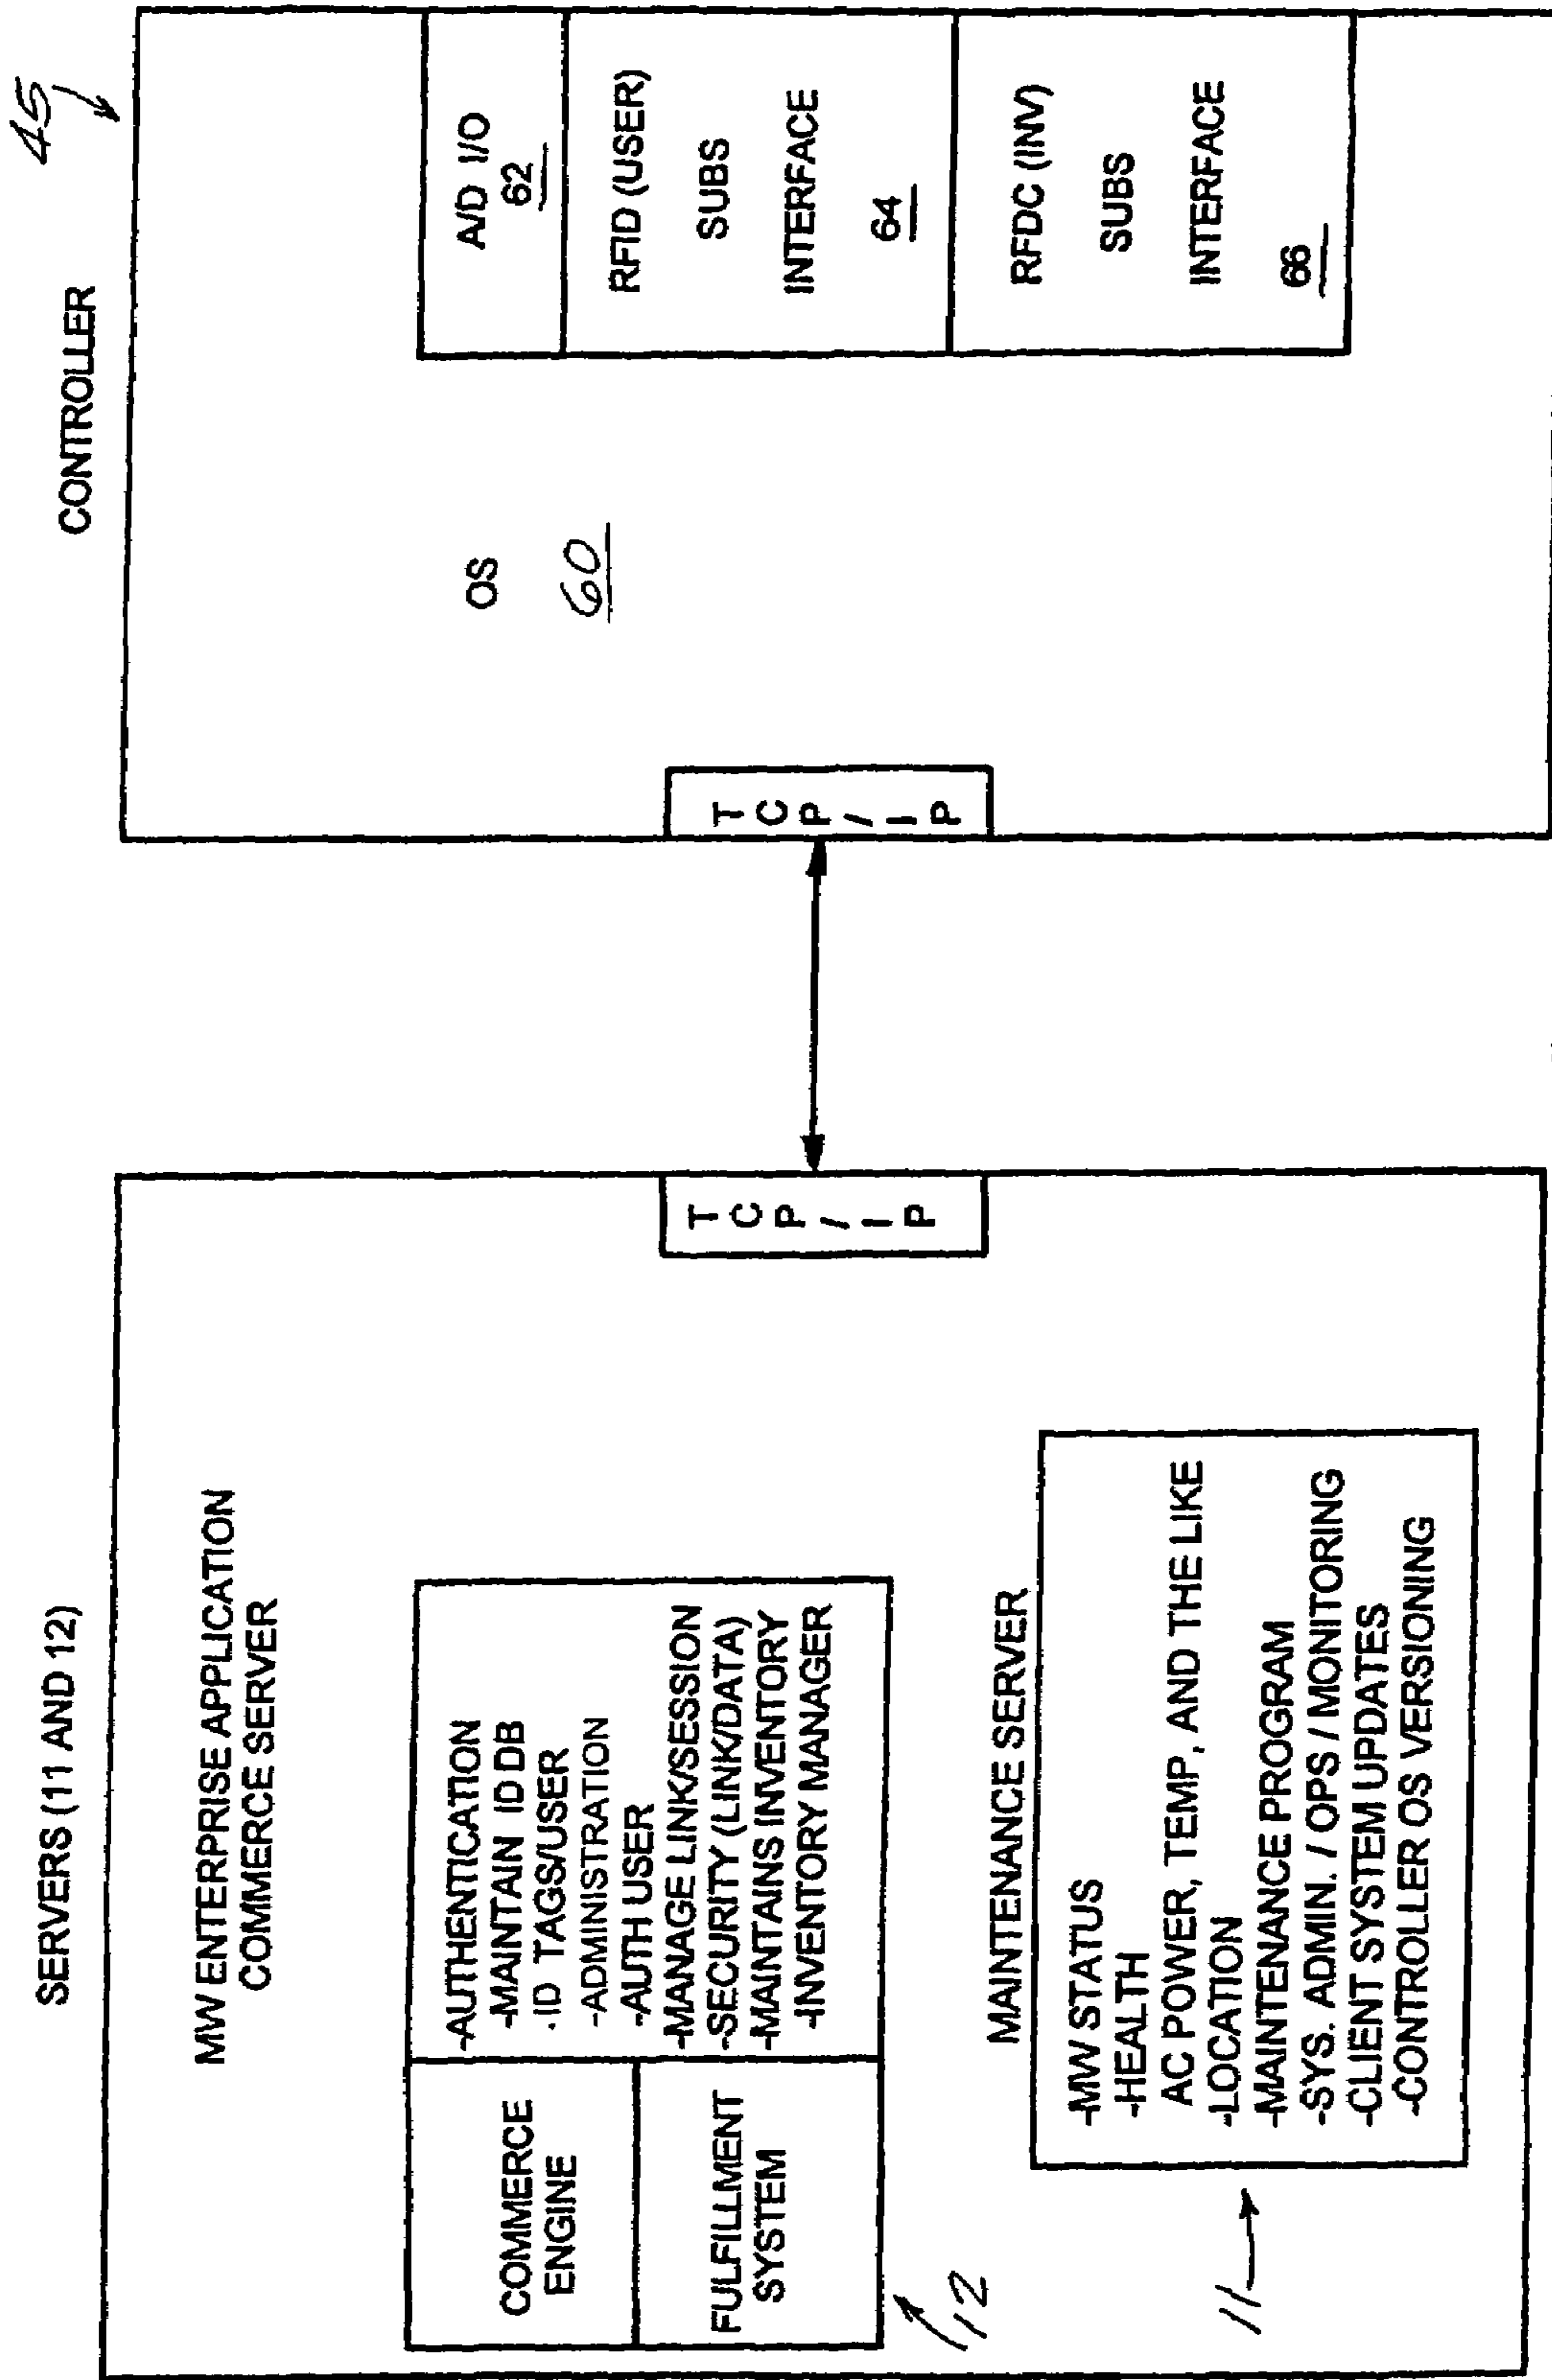 SERVERS (11 AND 12)
MW ENTERPRISE APPLICATION
COMMERCE SERVER
COMMERCE
ENGINE
FULFILLMENT
SYSTEM
-AUTHENTICATION
-MAINTAIN ID DB
. ID TAGS/USER
-ADMINISTRATION
-AUTH USER
-MANAGE LINK/SESSION
-SECURITY (LINK/DATA)
-MAINTAINS INVENTORY
-INVENTORY MANAGER
12
MAINTENANCE SERVER
-MW STATUS
-HEALTH
AC POWER, TEMP, AND THE LIKE
-LOCATION
-MAINTENANCE PROGRAM
-SYS. ADMIN. / OPS / MONITORING
-CLIENT SYSTEM UPDATES
-CONTROLLER OS VERSIONING
11
TCP/IP
CONTROLLER
45
TCP/IP
OS
60
A/D I/O
62
RFID (USER)
SUBS
INTERFACE
64
RFDC (INV)
SUBS
INTERFACE
66